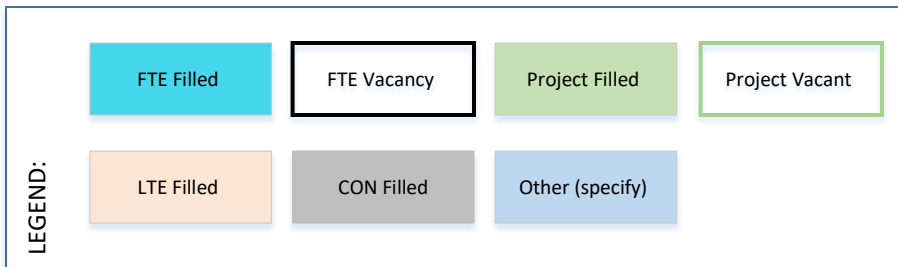 FTE Filled
FTE Vacancy
Project Filled
Project Vacant
LEGEND:
LTE Filled
CON Filled
Other (specify)